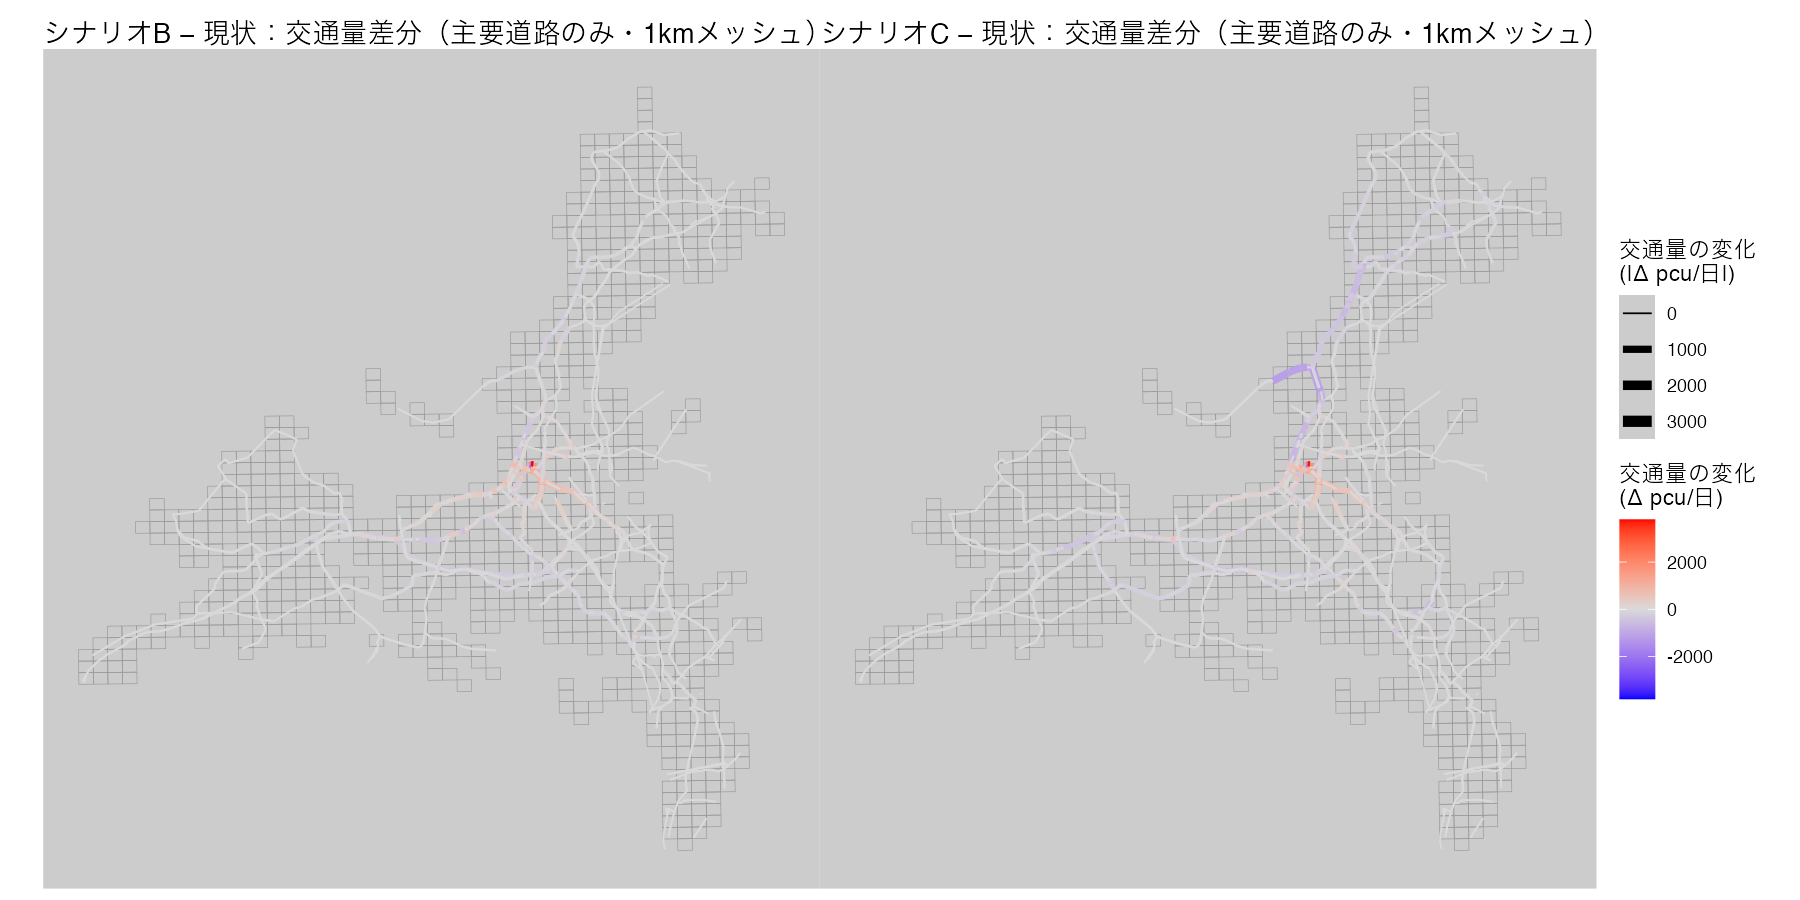 シナリオB – 現状：交通量差分（主要道路のみ・1kmメッシュ）
シナリオC – 現状：交通量差分（主要道路のみ・1kmメッシュ）
交通量の変化
(|Δ pcu/日|)
0
1000
2000
3000
交通量の変化
(Δ pcu/日)
2000
0
-2000